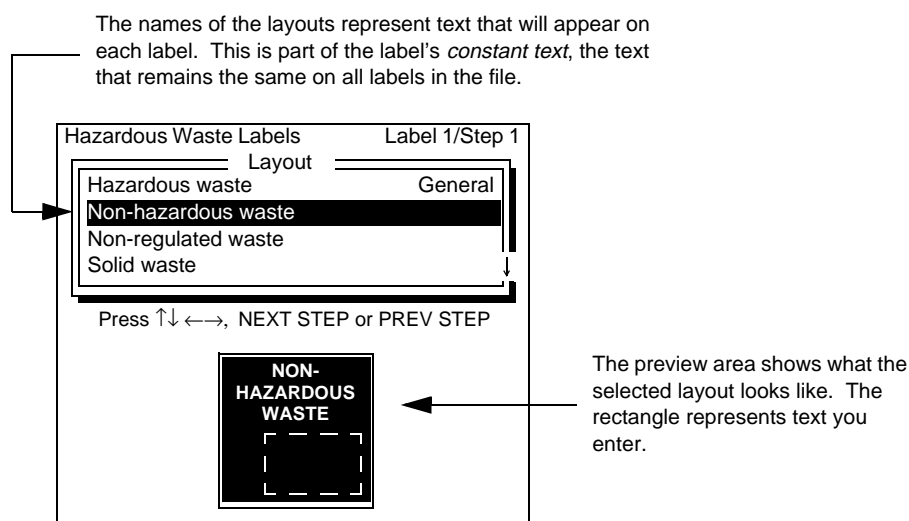 The names of the layouts represent text that will appear on
each label. This is part of the label's constant text, the text
that remains the same on all labels in the file.
Hazardous Waste Labels Label 1/Step 1
Layout
Hazardous waste General
Non-hazardous waste
Non-regulated waste
Solid waste
↓
Press ↑↓ ←→, NEXT STEP or PREV STEP
NON-
HAZARDOUS
WASTE
The preview area shows what the
selected layout looks like. The
rectangle represents text you
enter.